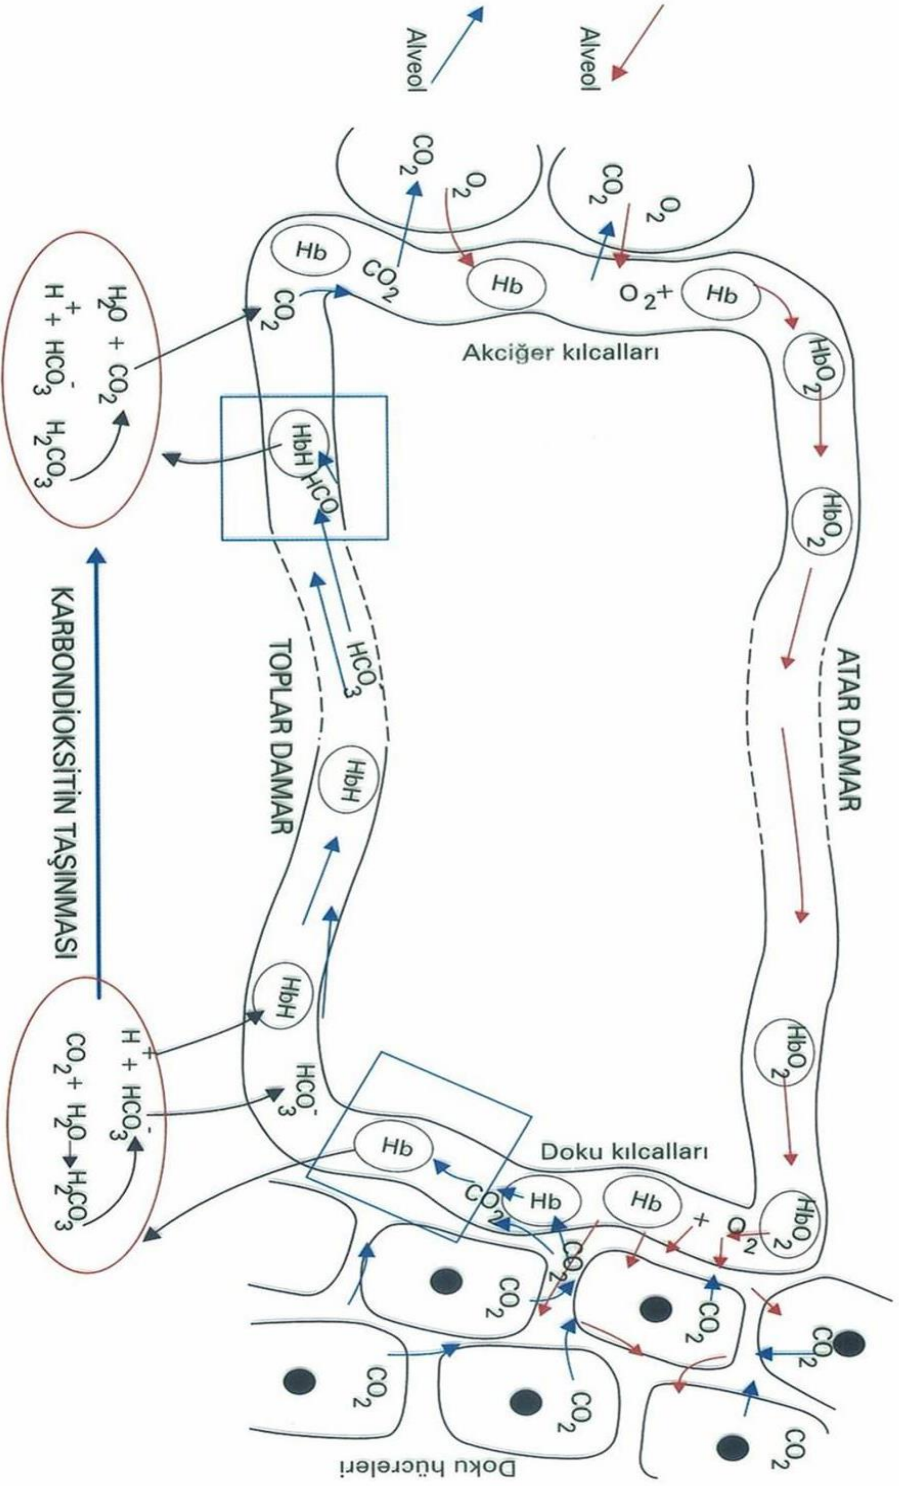 Alveol
Alveol
O2
CO2
O2
CO2
Hb
CO2
Hb
O2+
Hb
HbO2
HbO2
Akciğer kılcalları
CO2
H2O + CO2
H+ + HCO3- H2CO3
HbH
HCO
HCO3
TOPLAR DAMAR
ATAR DAMAR
KARBONDİOKSİTİN TAŞINMASI
HbH
HbH
HCO3-
H+ + HCO3-
CO2 + H2O→H2CO3
HbO2
HbO2
O2
+
Doku kılcalları
Hb
Hb
Hb
CO2
CO2
CO2
CO2
CO2
CO2
CO2
CO2
Doku hücreleri